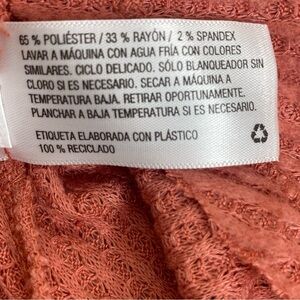 65 % POLIÉSTER / 33 % RAYÓN / 2 % SPANDEX
LAVAR A MÁQUINA CON AGUA FRÍA CON COLORES
SIMILARES. CICLO DELICADO. SÓLO BLANQUEADOR SIN
CLORO SI ES NECESARIO. SECAR A MÁQUINA A
TEMPERATURA BAJA. RETIRAR OPORTUNAMENTE.
PLANCHAR A BAJA TEMPERATURA SI ES NECESARIO.
ETIQUETA ELABORADA CON PLÁSTICO
100 % RECICLADO